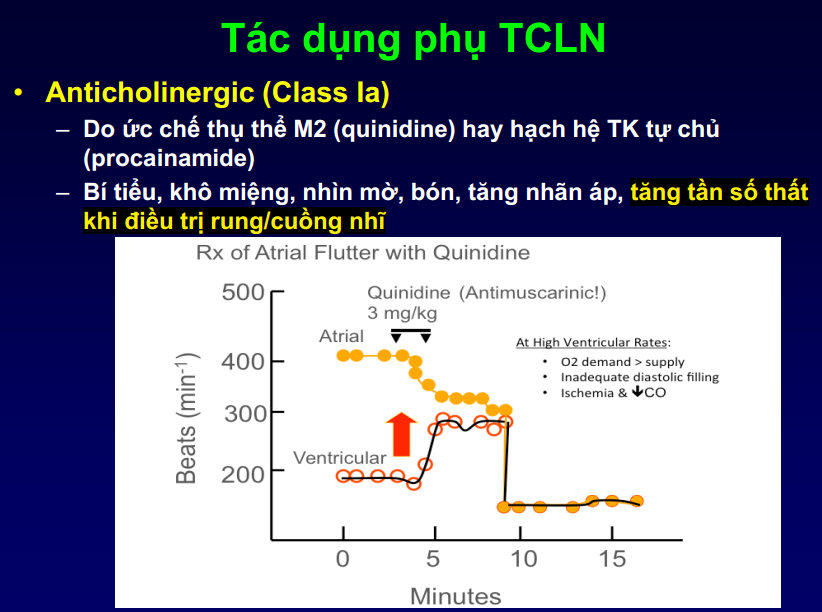 Tác dụng phụ TCLN
• Anticholinergic (Class Ia)
– Do ức chế thụ thể M2 (quinidine) hay hạch hệ TK tự chủ
(procainamide)
– Bí tiểu, khô miệng, nhìn mờ, bón, tăng nhãn áp, tăng tần số thất
khi điều trị rung/cuồng nhĩ
Rx of Atrial Flutter with Quinidine
500
Quinidine (Antimuscarinic!)
3 mg/kg
Atrial
At High Ventricular Rates:
• O2 demand > supply
• Inadequate diastolic filling
• Ischemia & ↓CO
400
300
Beats (min⁻¹)
Ventricular
200
0 5 10 15
Minutes